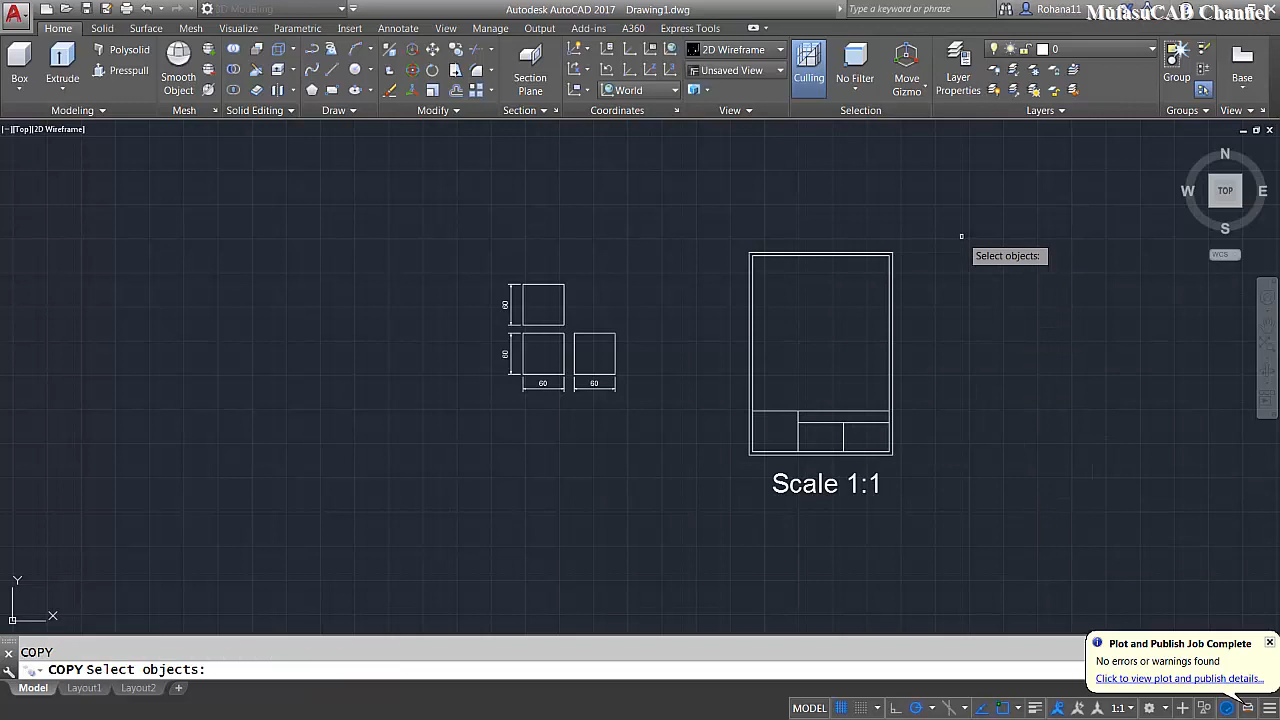 3D Modeling
Autodesk AutoCAD 2017 Drawing1.dwg
Type a keyword or phrase
Rohana11
MufasuCAD Channel
Home Solid Surface Mesh Visualize Parametric Insert Annotate View Manage Output Add-ins A360 Express Tools
Box
Extrude
Polysolid
Presspull
Smooth
Object
Section
Plane
World
2D Wireframe
Unsaved View
Culling
No Filter
Move
Gizmo
Layer
Properties
0
Group
Base
Modeling Mesh Solid Editing Draw Modify Section Coordinates View Selection Layers Groups View
[−][Top][2D Wireframe]
N
W TOP E
S
WCS
Select objects:
60
60
60 60
Scale 1:1
Y
X
COPY
COPY Select objects:
Plot and Publish Job Complete
No errors or warnings found
Click to view plot and publish details...
Model Layout1 Layout2 +
MODEL
1:1